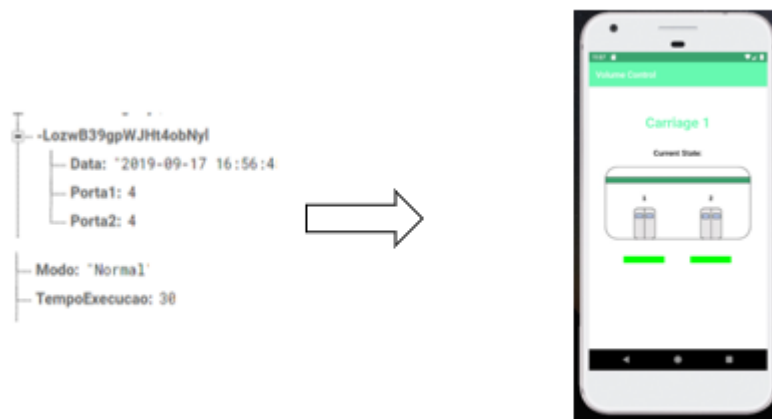 -LozwB39gpWJHt4obNyl
Data: "2019-09-17 16:56:4
Porta1: 4
Porta2: 4
Modo: "Normal"
TempoExecucao: 30
Volume Control
Carriage 1
Current State:
1 2